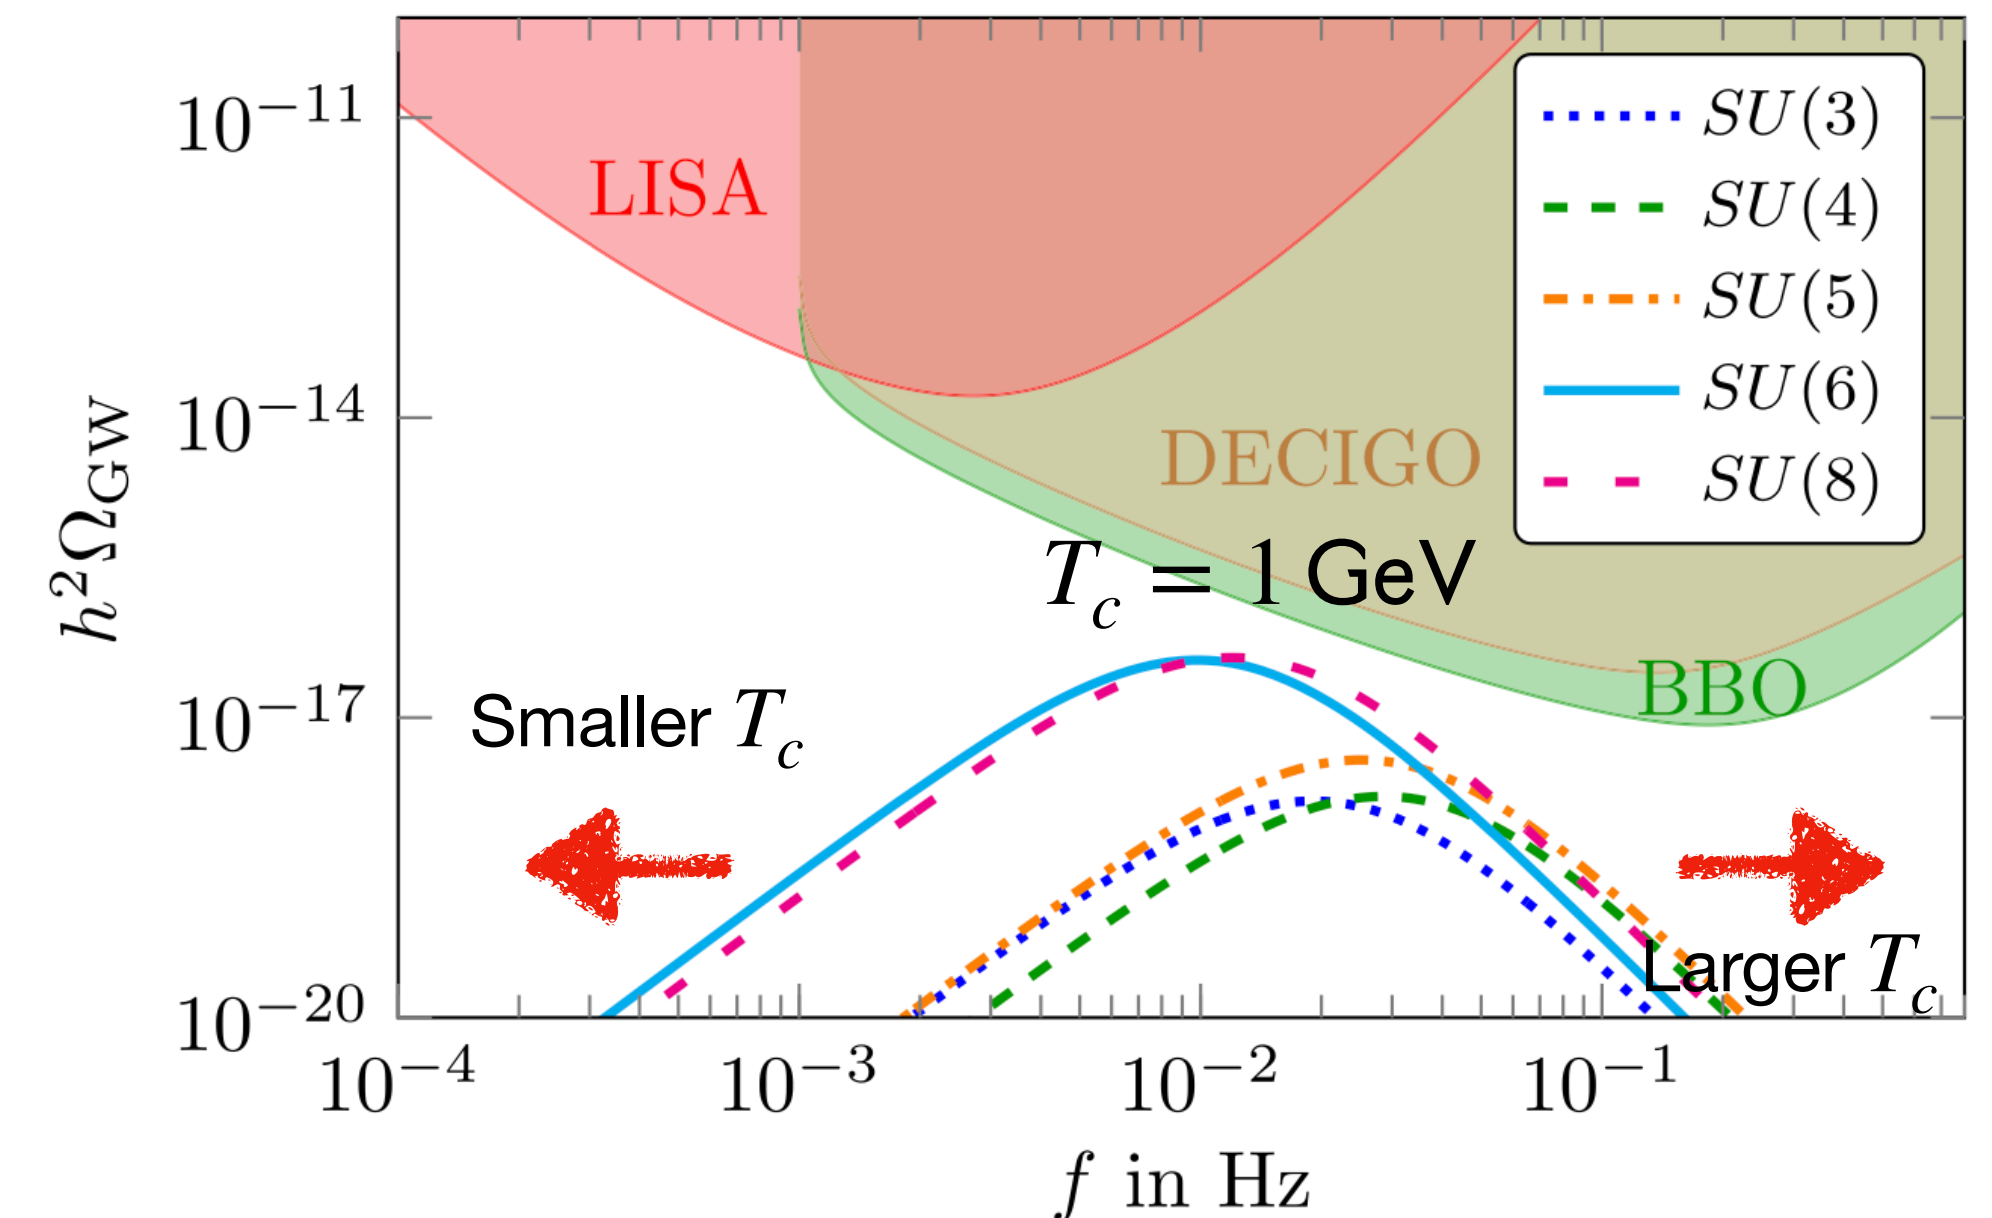 10⁻¹¹
10⁻¹⁴
10⁻¹⁷
10⁻²⁰
h²Ω_GW
LISA
DECIGO
BBO
SU(3)
SU(4)
SU(5)
SU(6)
SU(8)
T_c = 1 GeV
Smaller T_c
Larger T_c
10⁻⁴ 10⁻³ 10⁻² 10⁻¹
f in Hz